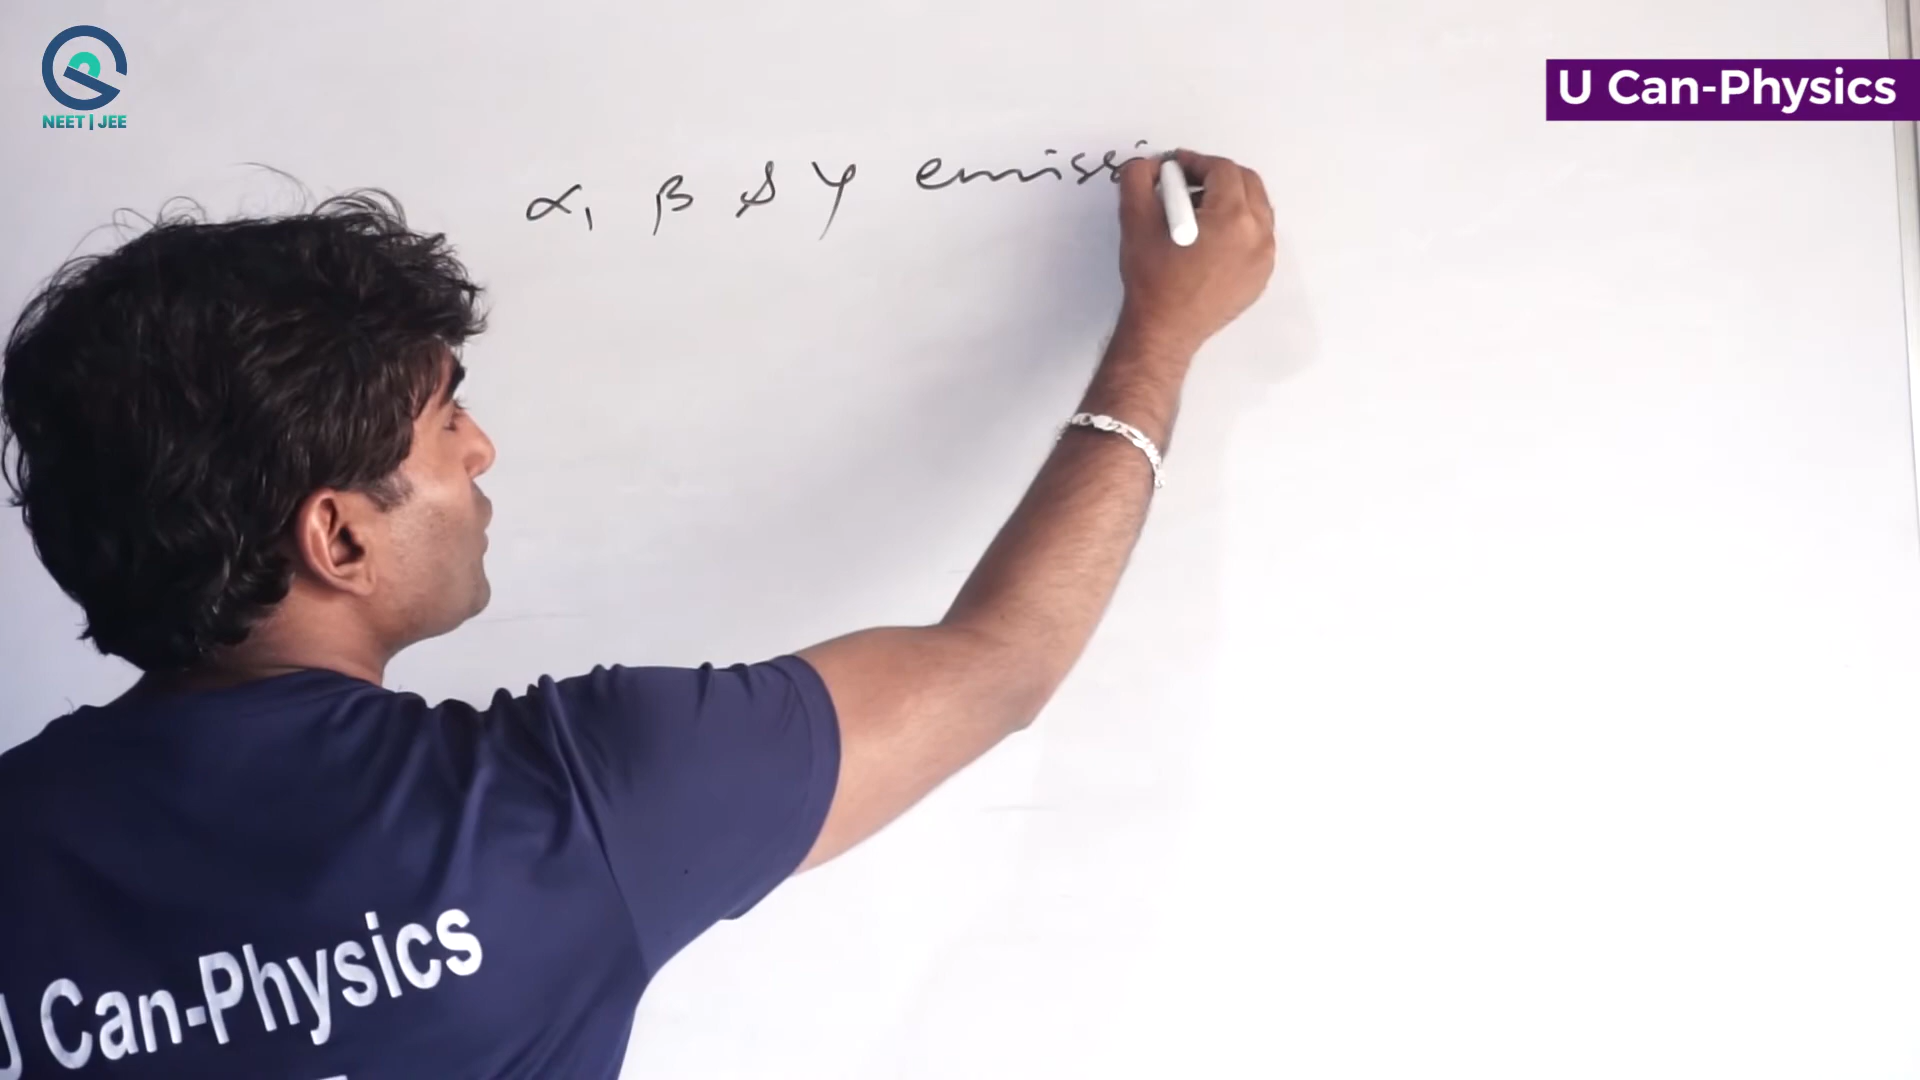 NEET | JEE
U Can-Physics
α, β & γ emissi
U Can-Physics